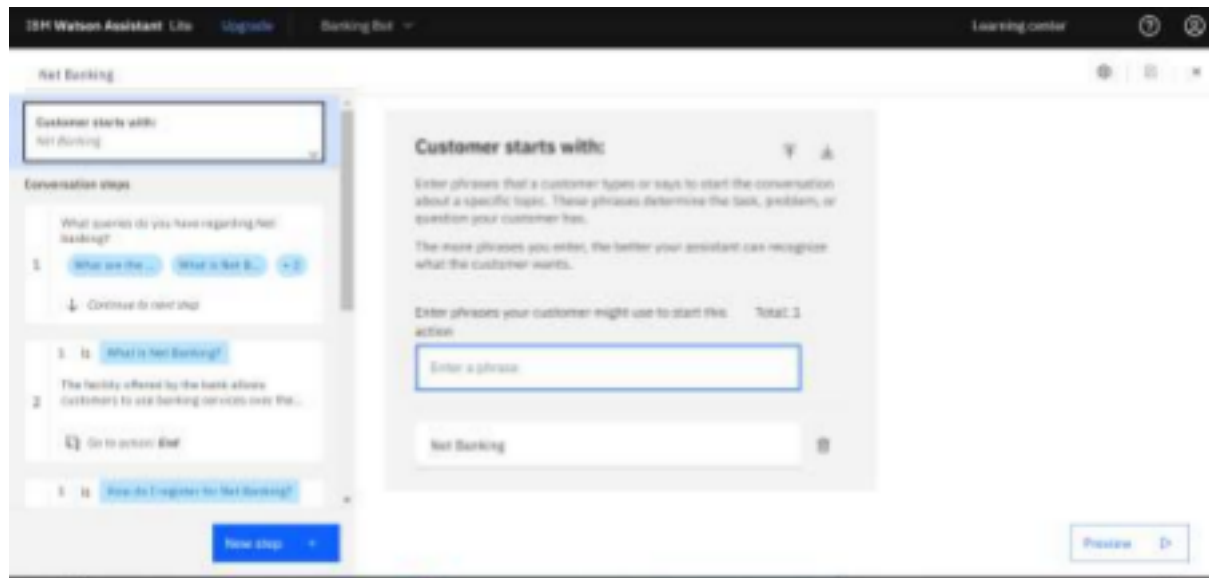 IBM Watson Assistant Lite Upgrade Banking Bot Learning center
Net Banking
Customer starts with:
Net Banking
Conversation steps
What queries do you have regarding Net
banking?
1 What are the ... What is Net B... + 2
Continue to next step
1 is What is Net Banking?
The facility offered by the bank allows
2 customers to use banking services over the...
Go to action: End
1 is How do I register for Net Banking?
New step +
Customer starts with:
Enter phrases that a customer types or says to start the conversation
about a specific topic. These phrases determine the task, problem, or
question your customer has.
The more phrases you enter, the better your assistant can recognize
what the customer wants.
Enter phrases your customer might use to start this Total: 1
action
Enter a phrase
Net Banking
Preview